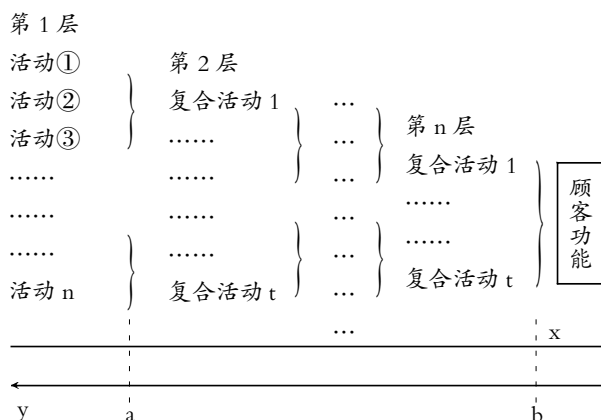 第 1 层
活动①
活动②
活动③
……
……
……
活动 n
第 2 层
复合活动 1
……
……
……
……
复合活动 t
…
…
…
…
…
…
…
第 n 层
复合活动 1
……
……
复合活动 t
顾客功能
x
y
a
b